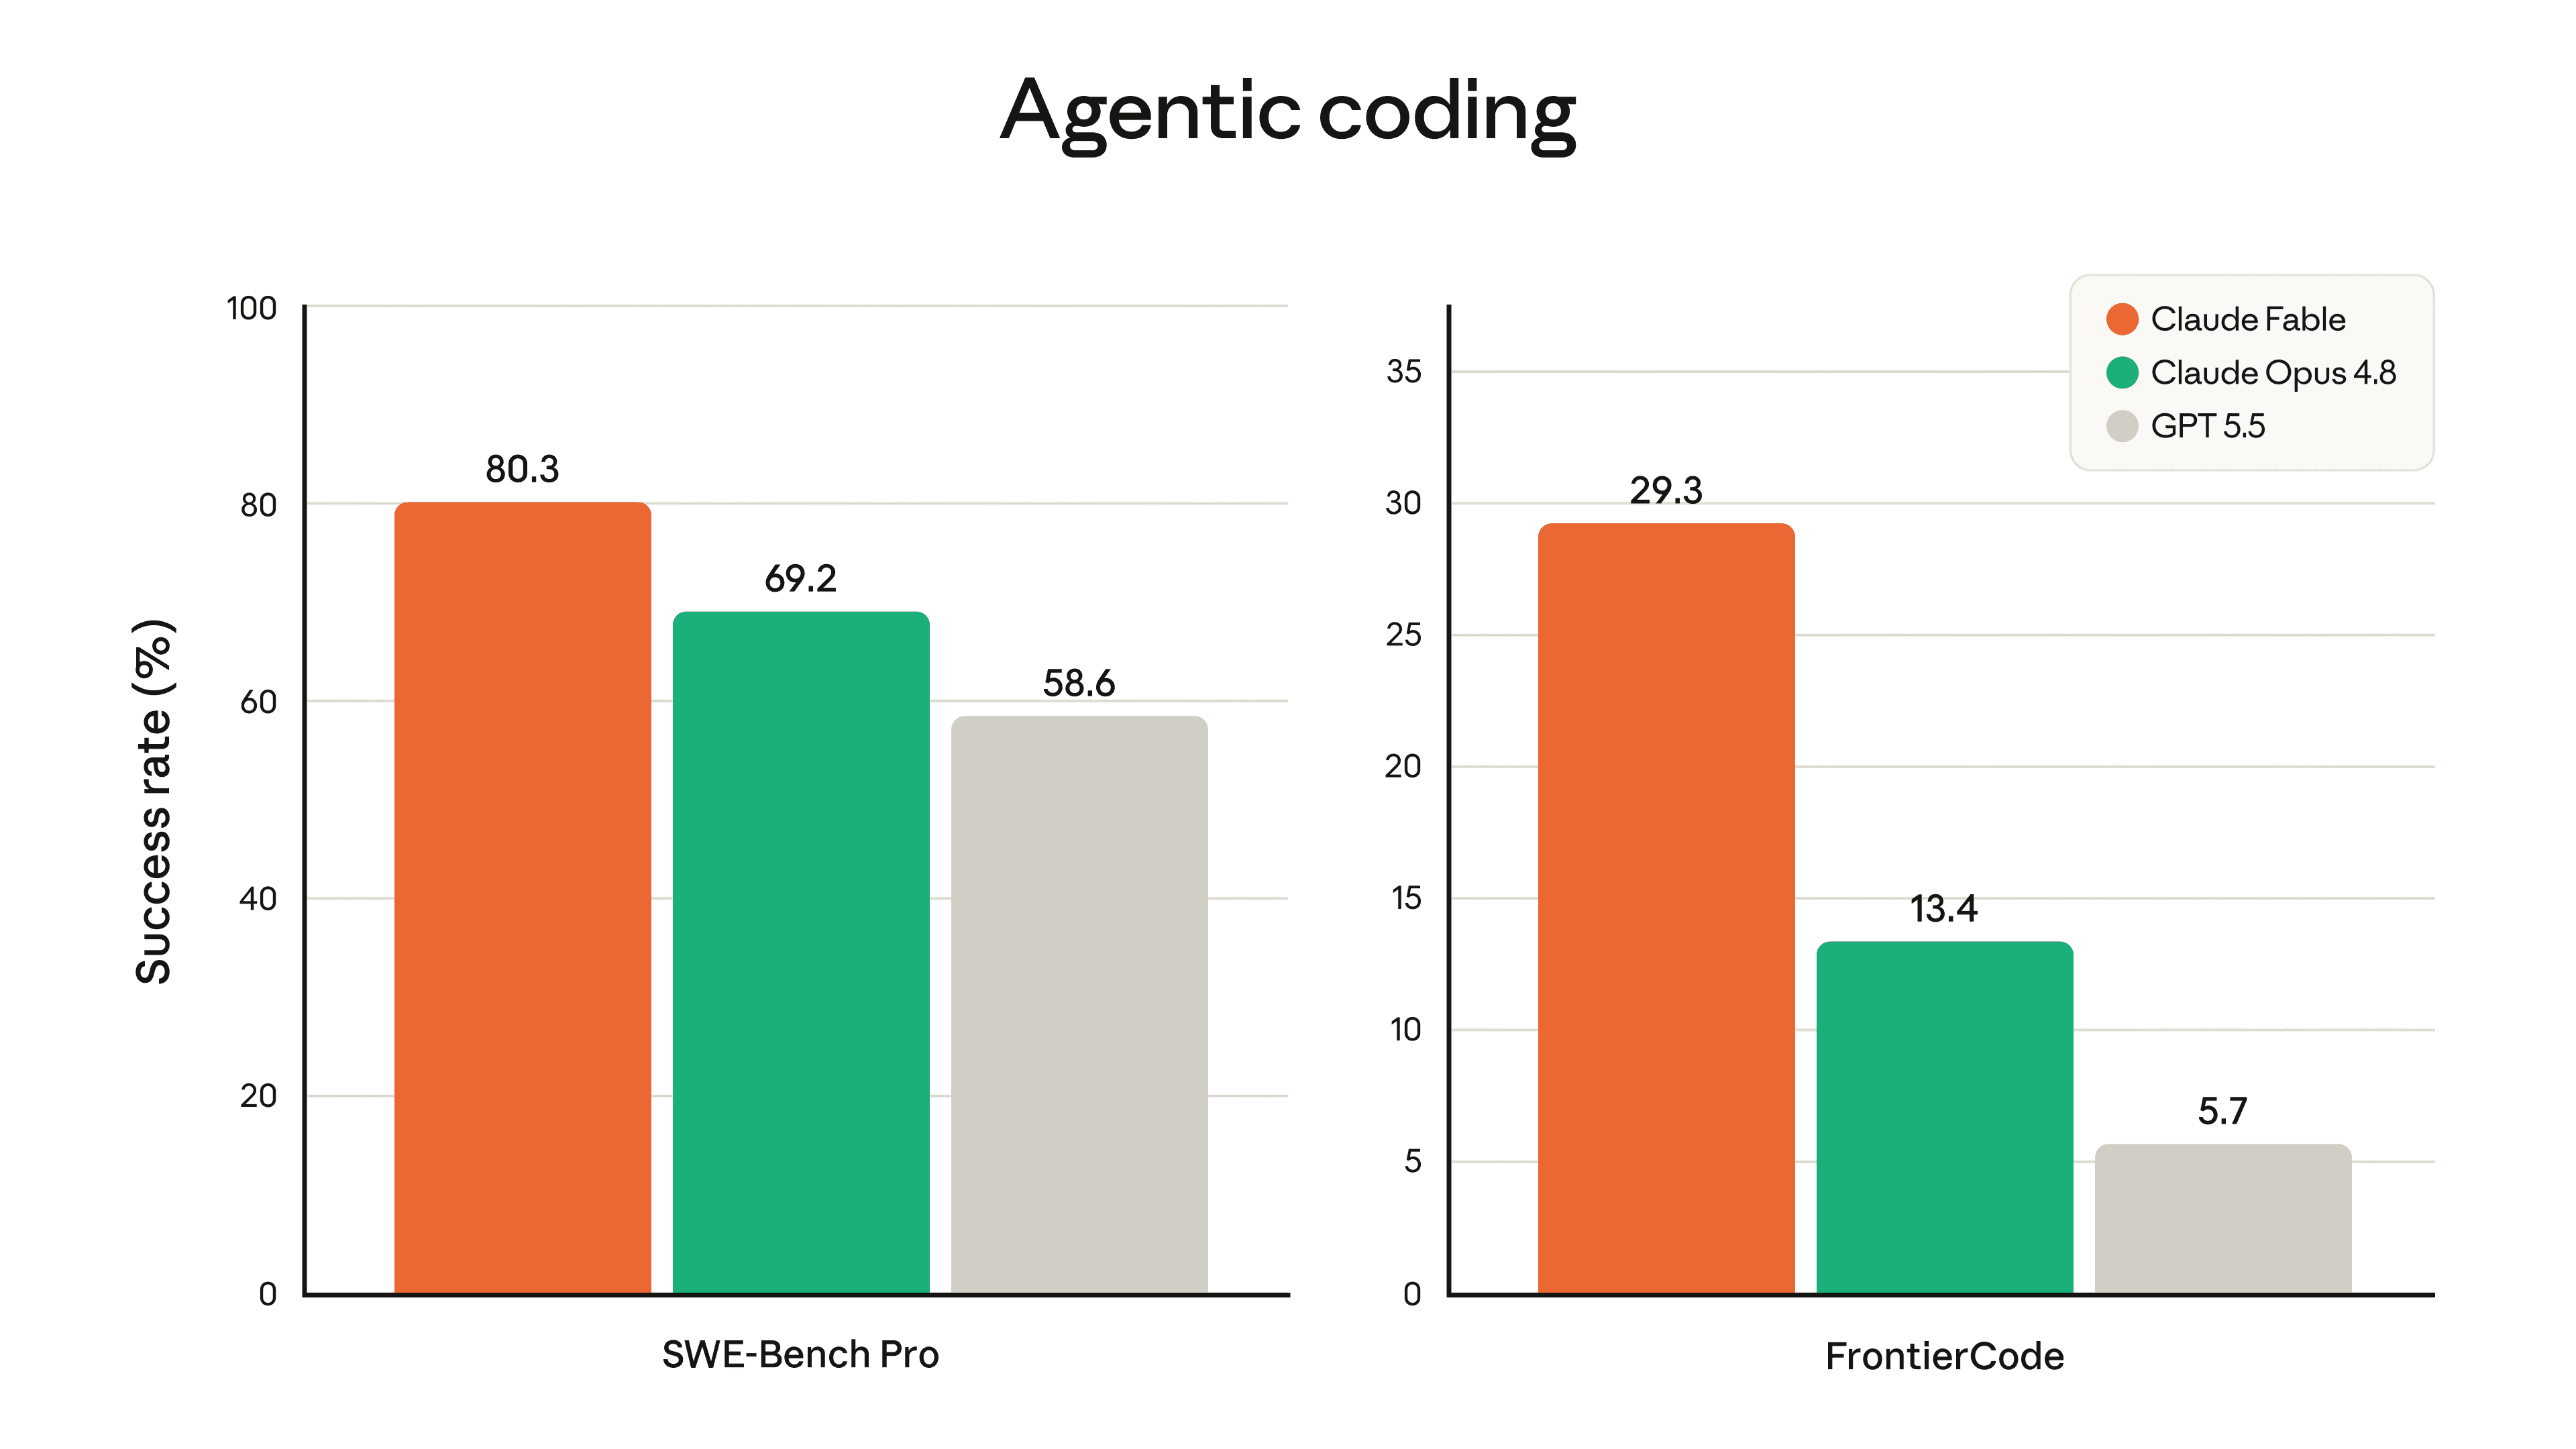 Agentic coding
Success rate (%)
100
80
60
40
20
0
80.3
69.2
58.6
SWE-Bench Pro
35
30
25
20
15
10
5
0
29.3
13.4
5.7
FrontierCode
Claude Fable
Claude Opus 4.8
GPT 5.5